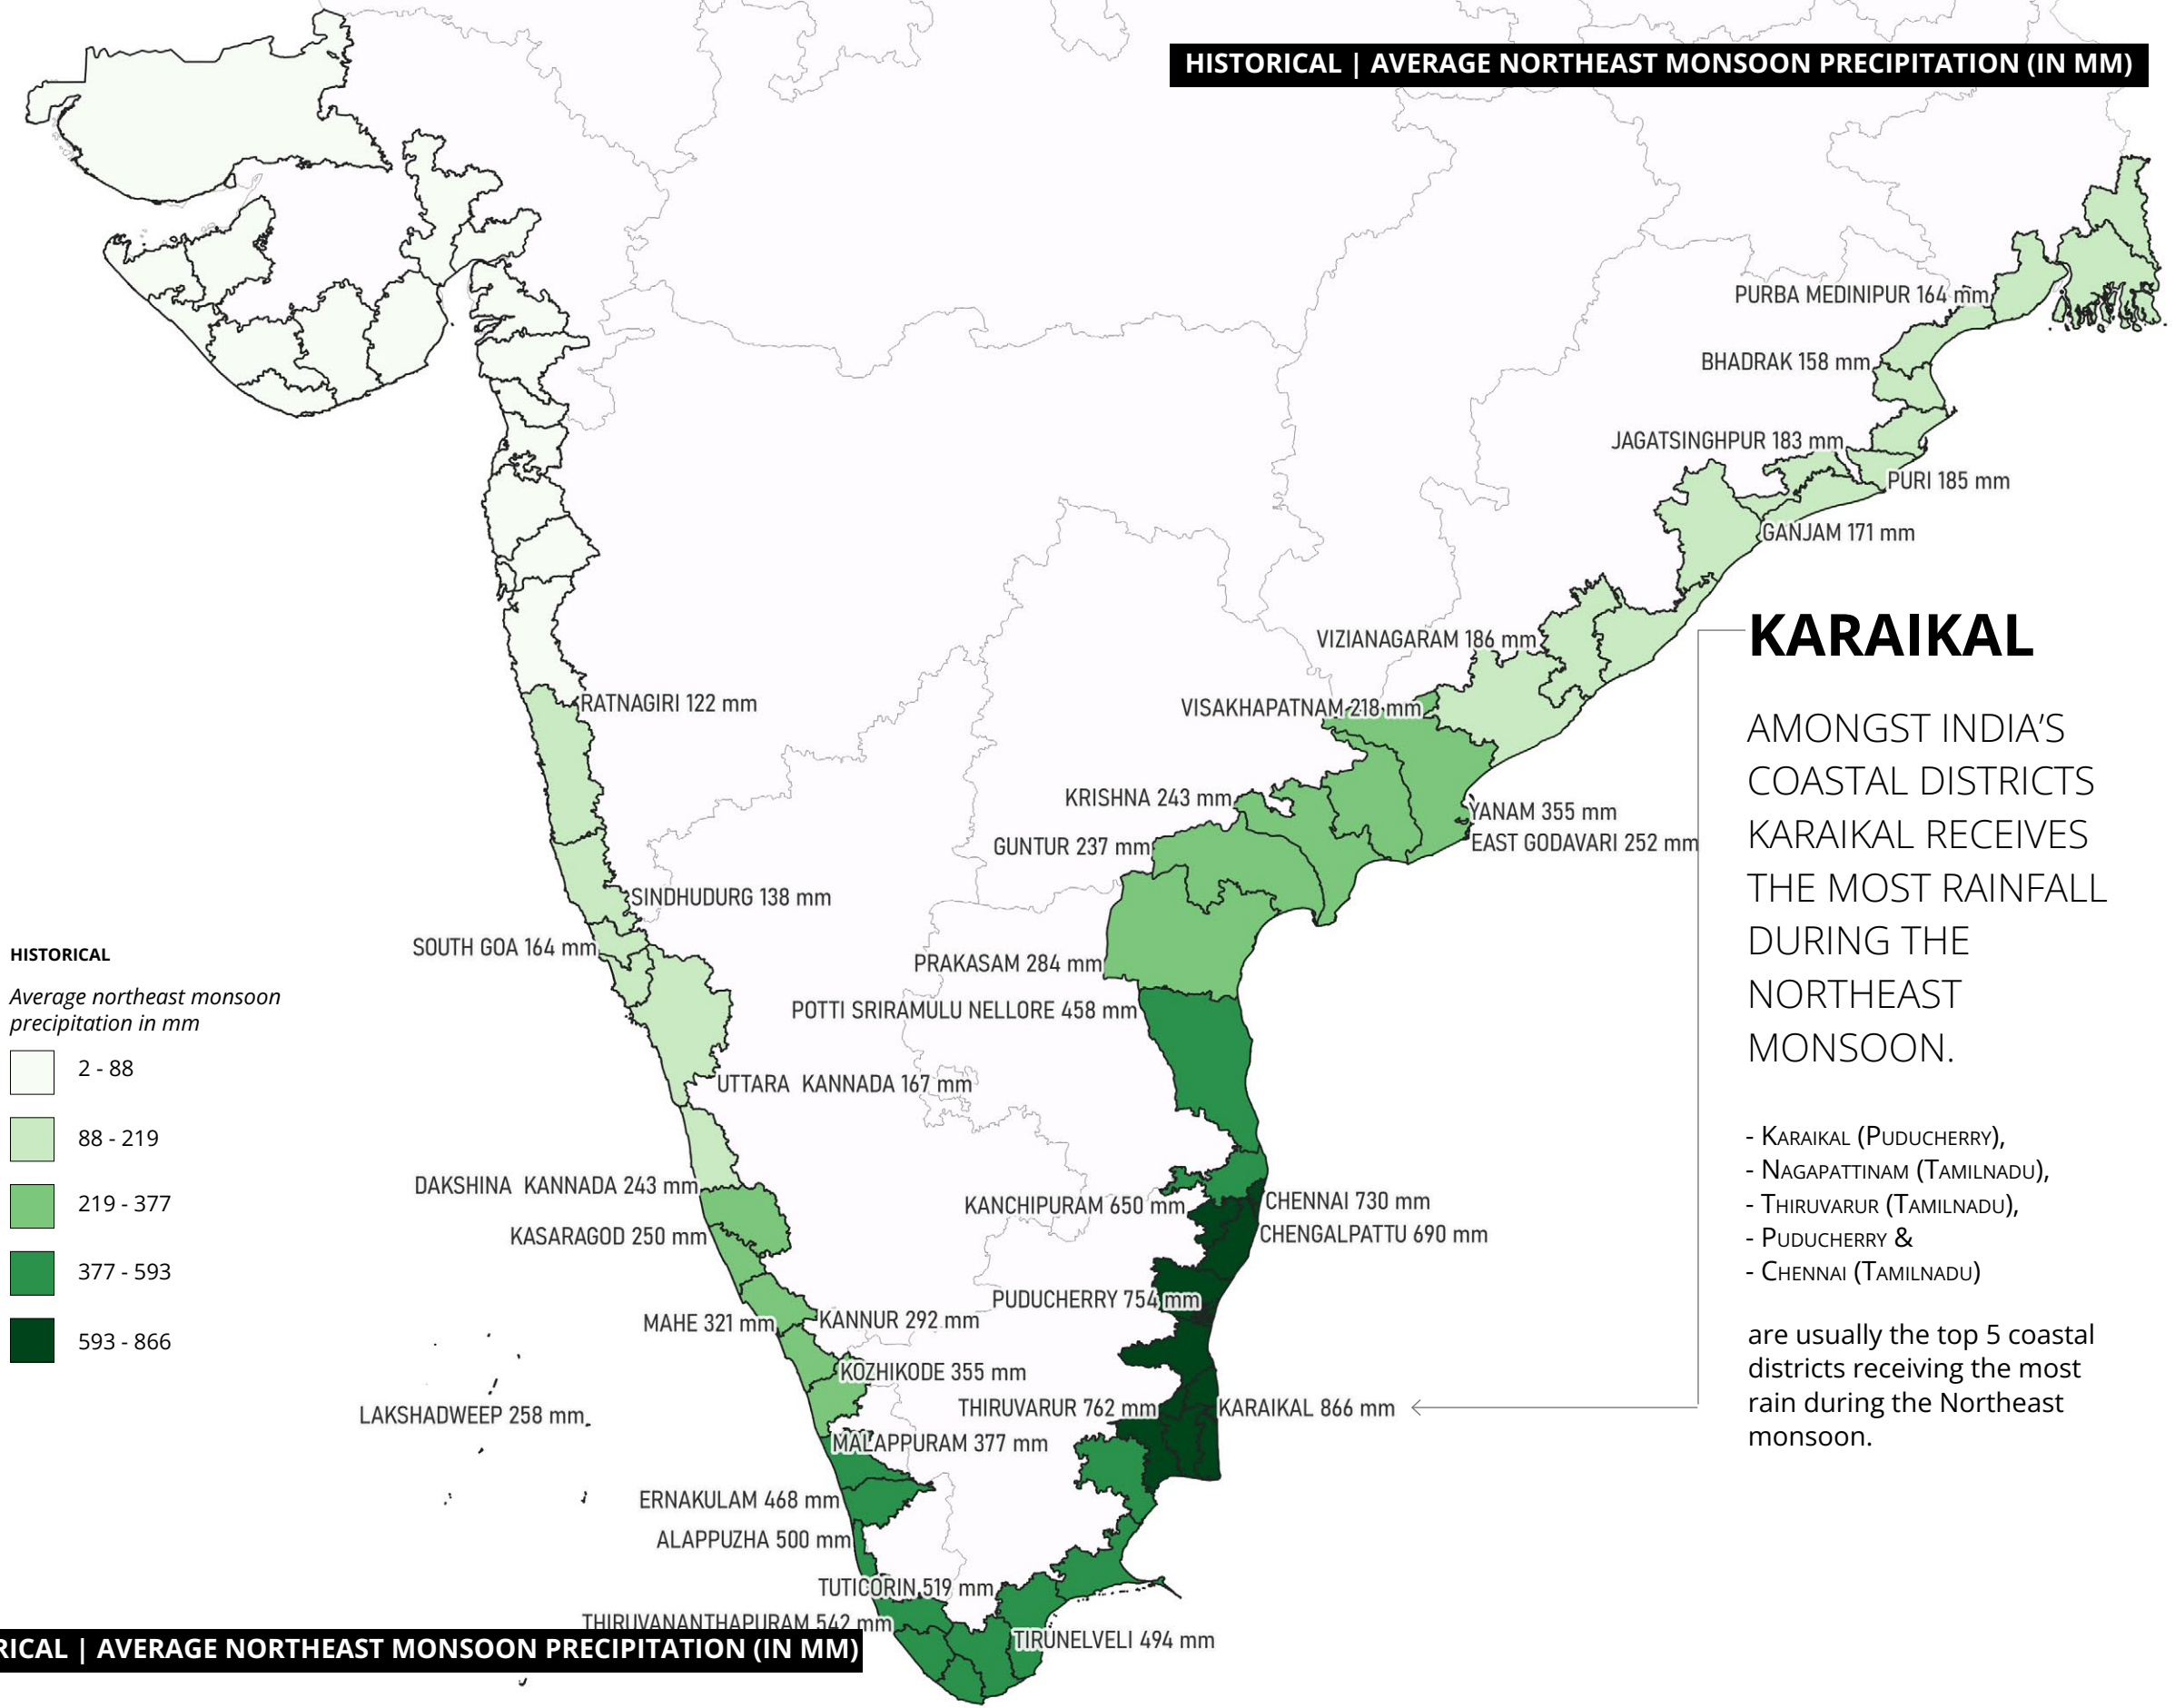 HISTORICAL | AVERAGE NORTHEAST MONSOON PRECIPITATION (IN MM)
PURBA MEDINIPUR 164 mm
BHADRAK 158 mm
JAGATSINGHPUR 183 mm
PURI 185 mm
GANJAM 171 mm
VIZIANAGARAM 186 mm
VISAKHAPATNAM 218 mm
KRISHNA 243 mm
YANAM 355 mm
GUNTUR 237 mm
EAST GODAVARI 252 mm
PRAKASAM 284 mm
POTTI SRIRAMULU NELLORE 458 mm
KANCHIPURAM 650 mm
CHENNAI 730 mm
CHENGALPATTU 690 mm
PUDUCHERRY 754 mm
THIRUVARUR 762 mm
KARAIKAL 866 mm
RATNAGIRI 122 mm
SINDHUDURG 138 mm
SOUTH GOA 164 mm
UTTARA KANNADA 167 mm
DAKSHINA KANNADA 243 mm
KASARAGOD 250 mm
MAHE 321 mm
KANNUR 292 mm
KOZHIKODE 355 mm
LAKSHADWEEP 258 mm
MALAPPURAM 377 mm
ERNAKULAM 468 mm
ALAPPUZHA 500 mm
TUTICORIN 519 mm
THIRUVANANTHAPURAM 542 mm
TIRUNELVELI 494 mm
HISTORICAL
Average northeast monsoon
precipitation in mm
2 - 88
88 - 219
219 - 377
377 - 593
593 - 866
RICAL | AVERAGE NORTHEAST MONSOON PRECIPITATION (IN MM)
KARAIKAL
AMONGST INDIA'S
COASTAL DISTRICTS
KARAIKAL RECEIVES
THE MOST RAINFALL
DURING THE
NORTHEAST
MONSOON.
- KARAIKAL (PUDUCHERRY),
- NAGAPATTINAM (TAMILNADU),
- THIRUVARUR (TAMILNADU),
- PUDUCHERRY &
- CHENNAI (TAMILNADU)
are usually the top 5 coastal
districts receiving the most
rain during the Northeast
monsoon.